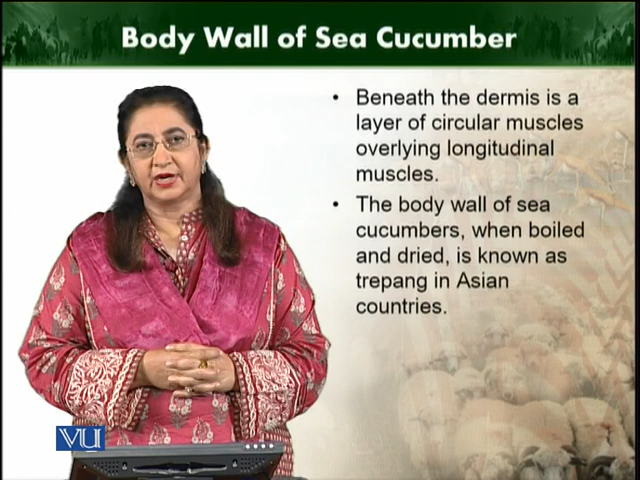 Body Wall of Sea Cucumber
• Beneath the dermis is a
layer of circular muscles
overlying longitudinal
muscles.
• The body wall of sea
cucumbers, when boiled
and dried, is known as
trepang in Asian
countries.
VU